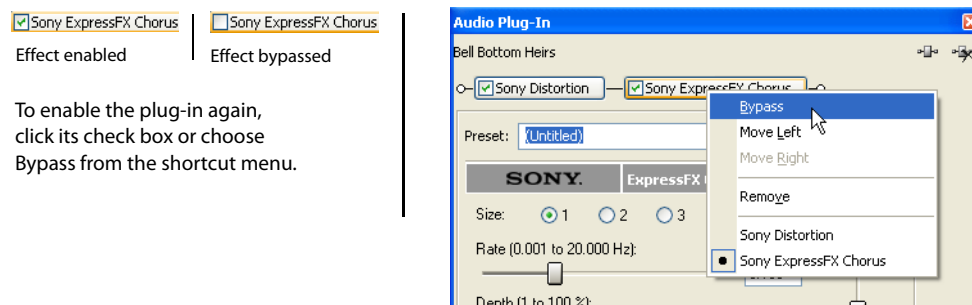 Sony ExpressFX Chorus
Sony ExpressFX Chorus
Effect enabled
Effect bypassed
To enable the plug-in again,
click its check box or choose
Bypass from the shortcut menu.
Audio Plug-In
Bell Bottom Heirs
Sony Distortion
Sony ExpressFX Chorus
Bypass
Move Left
Move Right
Remove
Sony Distortion
Sony ExpressFX Chorus
Preset: (Untitled)
SONY. ExpressFX
Size: 1 2 3
Rate (0.001 to 20.000 Hz):
Depth (1 to 100 %):